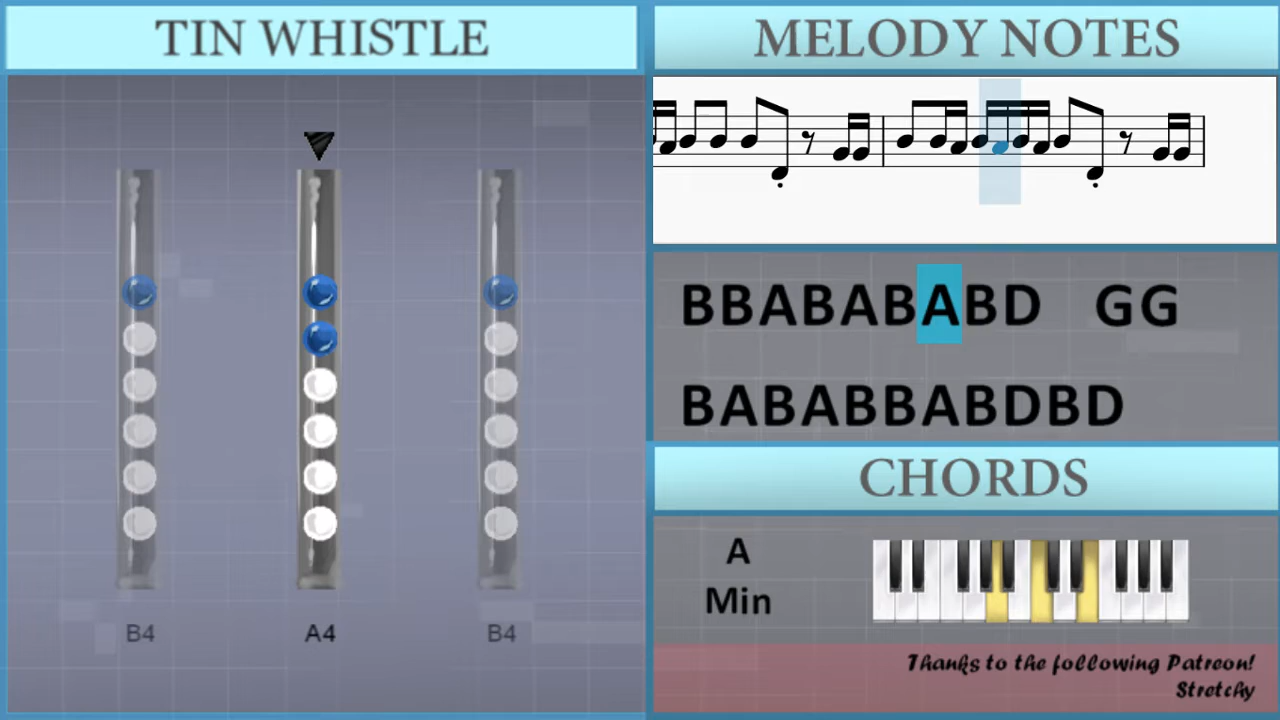 TIN WHISTLE
B4
A4
B4
MELODY NOTES
BBABABABD GG
BABABBABDBD
CHORDS
A
Min
Thanks to the following Patreon!
Stretchy